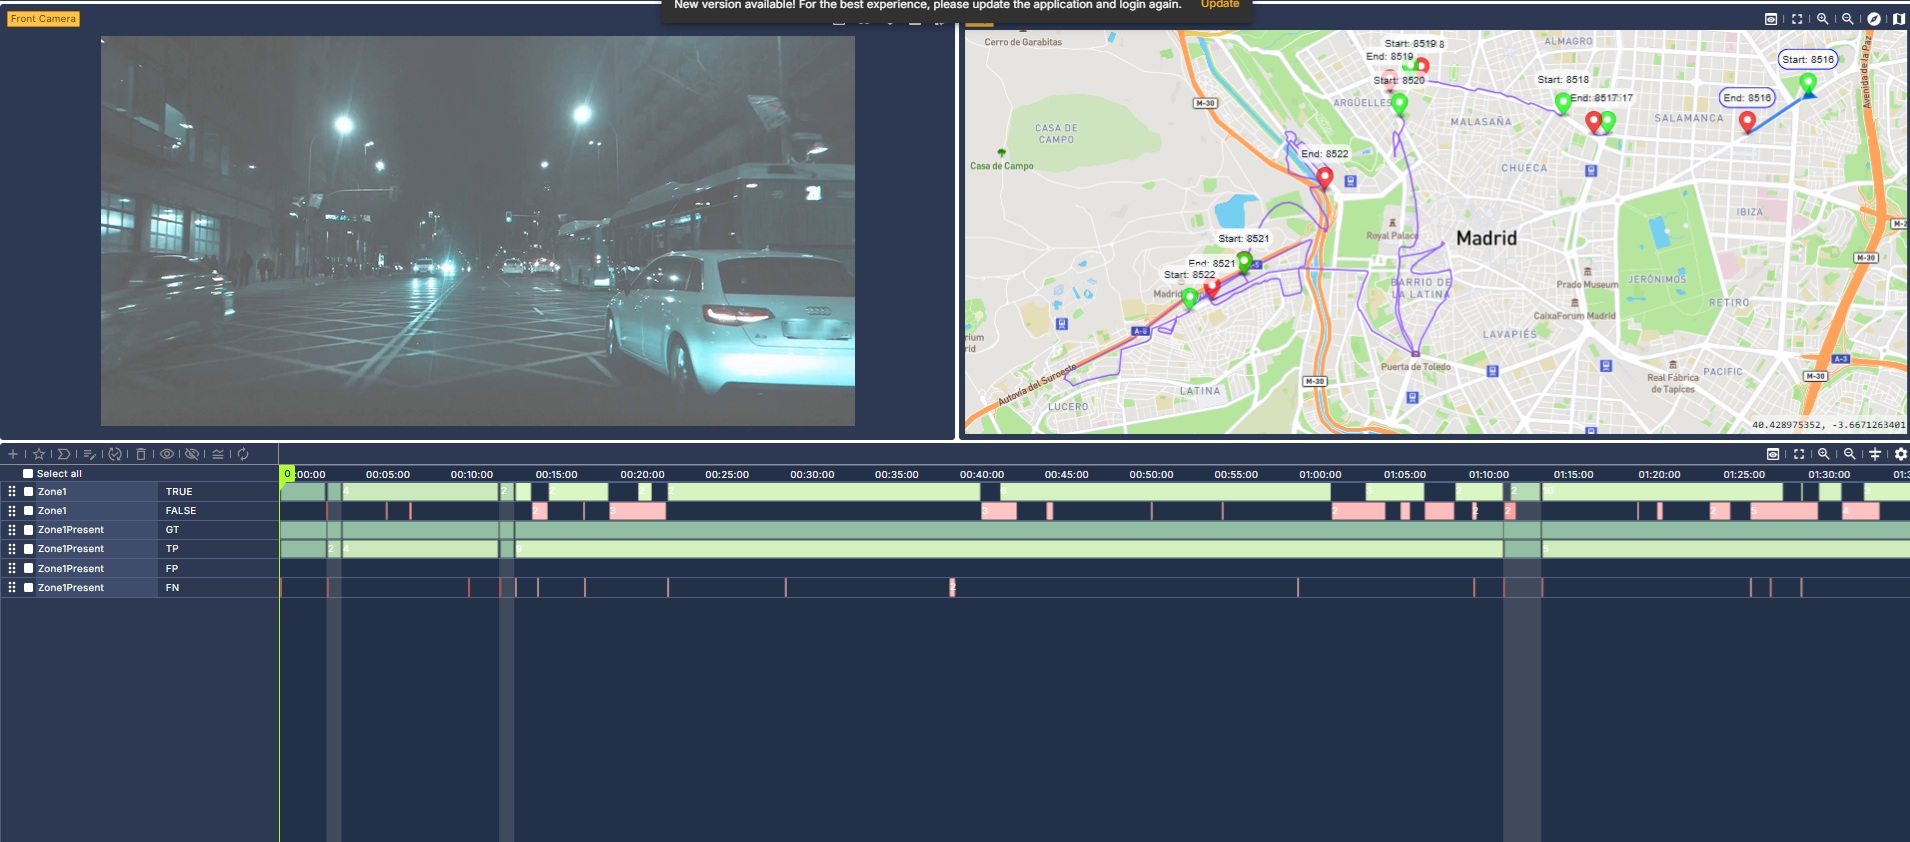 New version available! For the best experience, please update the application and login again. Update
Front Camera
Cerro de Garabitas
Start: 8519
8
ALMAGRO
End: 8519
Start: 8520
Start: 8518
Start: 8516
M-30
ARGÜELLES
End: 8517
17
End: 8516
Avenida de la Paz
CASA DE
CAMPO
MALASAÑA
SALAMANCA
Casa de Campo
End: 8522
CHUECA
IBIZA
Royal Palace
Madrid
M-30
Start: 8521
End: 8521
Start: 8522
Madrid
BARRIO DE
LA LATINA
Prado Museum
JERÓNIMOS
RETIRO
CaixaForum Madrid
LAVAPIÉS
A-3
Puerta de Toledo
PACIFIC
M-30
Real Fábrica
de Tapices
M-30
Autovía del Suroeste
LATINA
LUCERO
40.428975352, -3.6671263401
Select all
0
:00:00 00:05:00 00:10:00 00:15:00 00:20:00 00:25:00 00:30:00 00:35:00 00:40:00 00:45:00 00:50:00 00:55:00 01:00:00 01:05:00 01:10:00 01:15:00 01:20:00 01:25:00 01:30:00
Zone1 TRUE
Zone1 FALSE
Zone1Present GT
Zone1Present TP
Zone1Present FP
Zone1Present FN